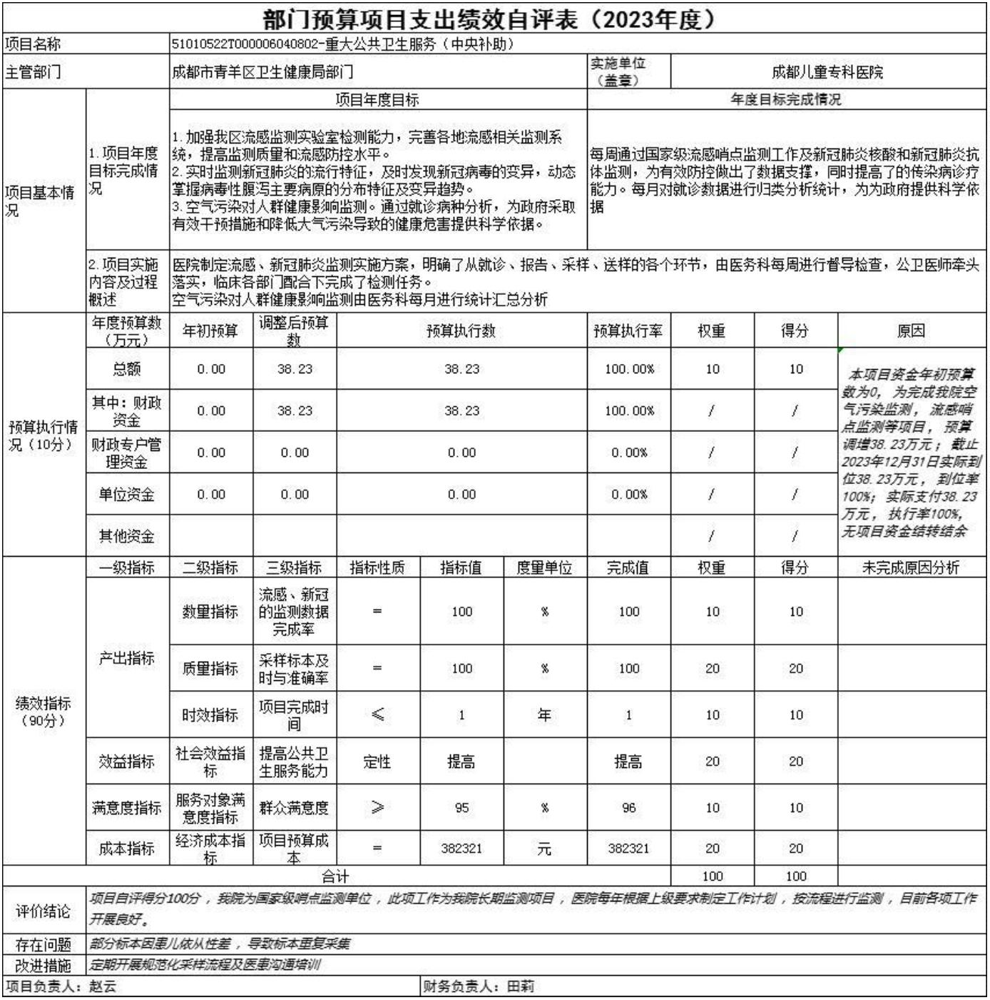 部门预算项目支出绩效自评表（2023年度）
项目名称 51010522T000006040802-重大公共卫生服务（中央补助）
主管部门 成都市青羊区卫生健康局部门 实施单位（盖章） 成都儿童专科医院
项目基本情况
1.项目年度目标完成情况
项目年度目标 年度目标完成情况
1.加强我区流感监测实验室检测能力，完善各地流感相关监测系
统，提高监测质量和流感防控水平。
2.实时监测新冠肺炎的流行特征，及时发现新冠病毒的变异，动态
掌握病毒性腹泻主要病原的分布特征及变异趋势。
3.空气污染对人群健康影响监测。通过就诊病种分析，为政府采取
有效干预措施和降低大气污染导致的健康危害提供科学依据。
每周通过国家级流感哨点监测工作及新冠肺炎核酸和新冠肺炎抗
体监测，为有效防控做出了数据支撑，同时提高了的传染病诊疗
能力。每月对就诊数据进行归类分析统计，为为政府提供科学依
据
2.项目实施内容及过程概述
医院制定流感、新冠肺炎监测实施方案，明确了从就诊、报告、采样、送样的各个环节，由医务科每周进行督导检查，公卫医师牵头
落实，临床各部门配合下完成了检测任务。
空气污染对人群健康影响监测由医务科每月进行统计汇总分析
预算执行情况（10分）
年度预算数（万元） 年初预算 调整后预算数 预算执行数 预算执行率 权重 得分 原因
总额 0.00 38.23 38.23 100.00% 10 10
其中：财政资金 0.00 38.23 38.23 100.00% / /
财政专户管理资金 0.00 0.00 0.00 0.00% / /
单位资金 0.00 0.00 0.00 0.00% / /
其他资金 / /
本项目资金年初预算
数为0，为完成我院空
气污染监测，流感哨
点监测等项目，预算
调增38.23万元；截止
2023年12月31日实际到
位38.23万元，到位率
100%；实际支付38.23
万元，执行率100%，
无项目资金结转结余
绩效指标（90分）
一级指标 二级指标 三级指标 指标性质 指标值 度量单位 完成值 权重 得分 未完成原因分析
产出指标 数量指标 流感、新冠的监测数据完成率 = 100 % 100 10 10
质量指标 采样标本及时与准确率 = 100 % 100 20 20
时效指标 项目完成时间 ≤ 1 年 1 10 10
效益指标 社会效益指标 提高公共卫生服务能力 定性 提高 提高 20 20
满意度指标 服务对象满意度指标 群众满意度 ≥ 95 % 96 10 10
成本指标 经济成本指标 项目预算成本 = 382321 元 382321 20 20
合计 100 100
评价结论 项目自评得分100分，我院为国家级哨点监测单位，此项工作为我院长期监测项目，医院每年根据上级要求制定工作计划，按流程进行监测，目前各项工作
开展良好。
存在问题 部分标本因患儿依从性差，导致标本重复采集
改进措施 定期开展规范化采样流程及医患沟通培训
项目负责人：赵云 财务负责人：田莉